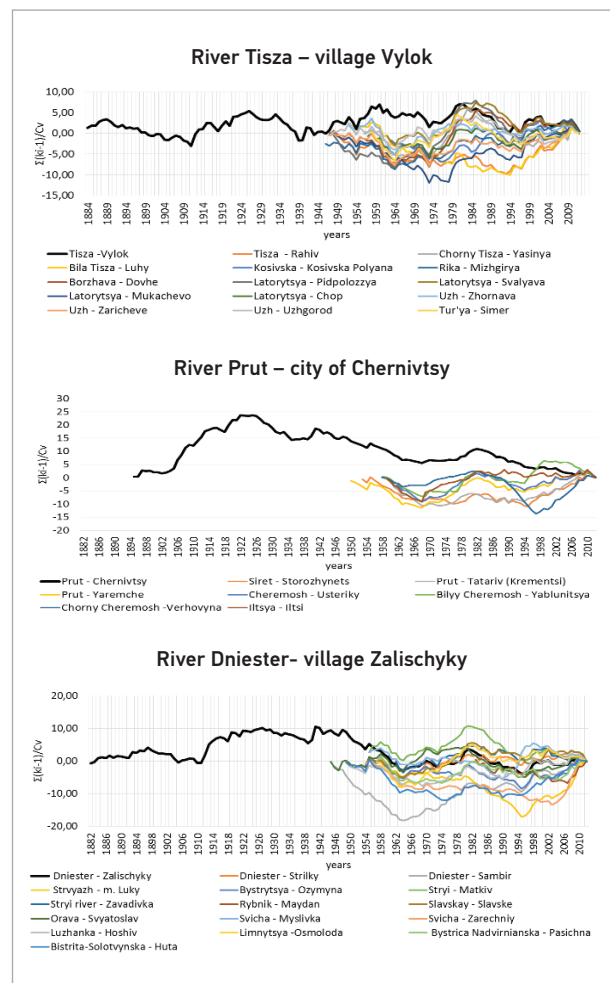 River Tisza – village Vylok
10,00
5,00
0,00
-5,00
-10,00
-15,00
Σ(ki-1)/Cv
1884 1889 1894 1899 1904 1909 1914 1919 1924 1929 1934 1939 1944 1949 1954 1959 1964 1969 1974 1979 1984 1989 1994 1999 2004 2009
years
Tisza -Vylok Tisza - Rahiv Chorny Tisza - Yasinya
Bila Tisza - Luhy Kosivska - Kosivska Polyana Rika - Mizhgirya
Borzhava - Dovhe Latorytsya - Pidpolozzya Latorytsya - Svalyava
Latorytsya - Mukachevo Latorytsya - Chop Uzh - Zhornava
Uzh - Zaricheve Uzh - Uzhgorod Tur'ya - Simer
River Prut – city of Chernivtsy
25
20
15
10
5
0
-5
-10
-15
-20
Σ(ki-1)/Cv
1882 1886 1890 1894 1898 1902 1906 1910 1914 1918 1922 1926 1930 1934 1938 1942 1946 1950 1954 1958 1962 1966 1970 1974 1978 1982 1986 1990 1994 1998 2002 2006 2010
Prut - Chernivtsy Siret - Storozhynets Prut - Tatariv (Krementsi)
Prut - Yaremche Cheremosh - Usteriky Bilyy Cheremosh - Yablunitsya
Chorny Cheremosh -Verhovyna Iltsya - Iltsi
River Dniester- village Zalischyky
20,00
10,00
0,00
-10,00
-20,00
Σ(ki-1)/Cv
1882 1886 1890 1894 1898 1902 1906 1910 1914 1918 1922 1926 1930 1934 1938 1942 1946 1950 1954 1958 1962 1966 1970 1974 1978 1982 1986 1990 1994 1998 2002 2006 2010
years
Dniester - Zalischyky Dniester - Strilky Dniester - Sambir
Strvyazh - m. Luky Bystrytsya - Ozymyna Stryi - Matkiv
Stryi river - Zavadivka Rybnik - Maydan Slavskay - Slavske
Orava - Svyatoslav Svicha - Myslivka Svicha - Zarechniy
Luzhanka - Hoshiv Limnytsya -Osmoloda Bystrica Nadvirnianska - Pasichna
Bistrita-Solotvynska - Huta